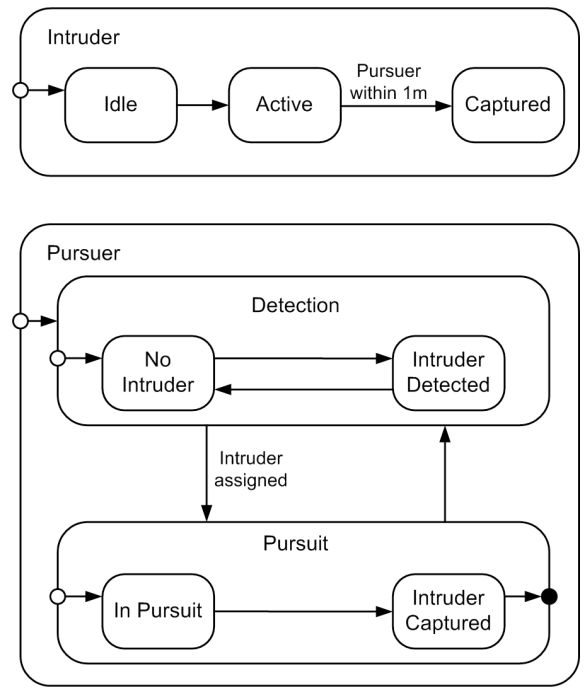 Intruder
Idle
Active
Pursuer
within 1m
Captured
Pursuer
Detection
No
Intruder
Intruder
Detected
Intruder
assigned
Pursuit
In Pursuit
Intruder
Captured